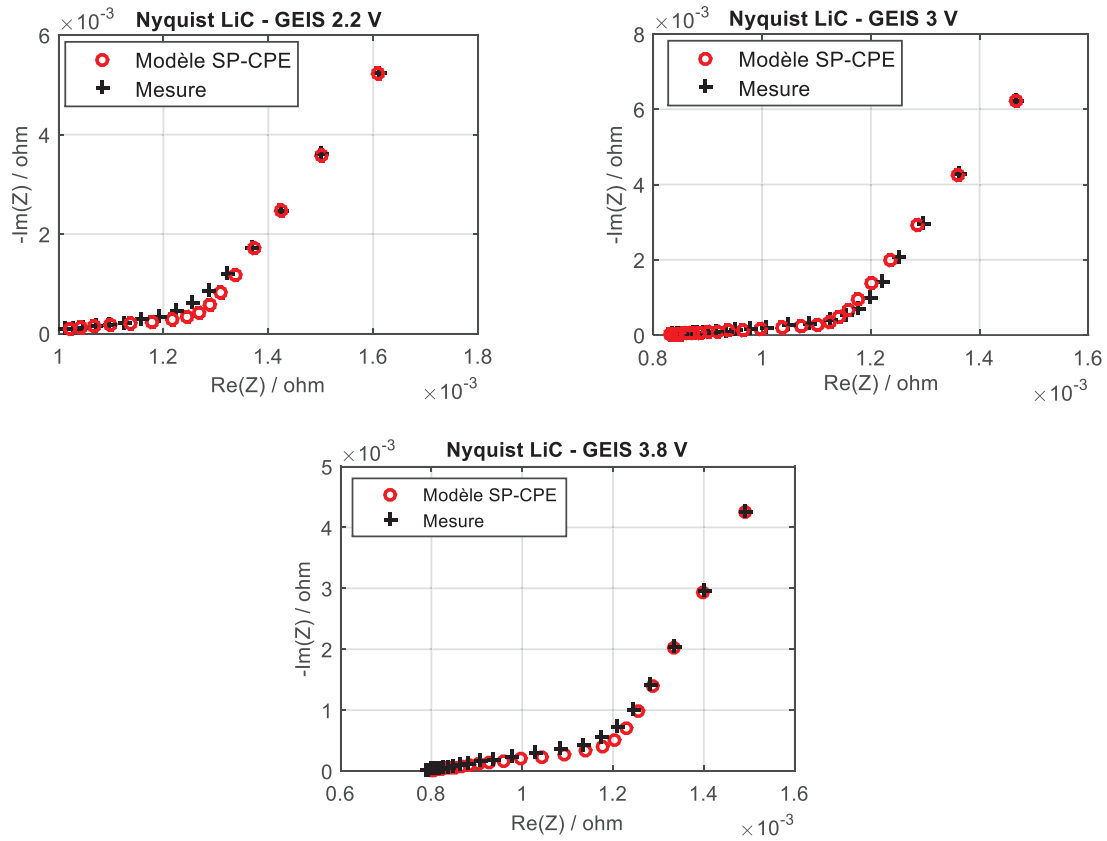 ×10-3
Nyquist LiC - GEIS 2.2 V
Modèle SP-CPE
Mesure
-Im(Z) / ohm
6
4
2
0
1
1.2
1.4
1.6
1.8
Re(Z) / ohm
×10-3
×10-3
Nyquist LiC - GEIS 3 V
Modèle SP-CPE
Mesure
-Im(Z) / ohm
8
6
4
2
0
0.8
1
1.2
1.4
1.6
Re(Z) / ohm
×10-3
×10-3
Nyquist LiC - GEIS 3.8 V
Modèle SP-CPE
Mesure
-Im(Z) / ohm
5
4
3
2
1
0
0.6
0.8
1
1.2
1.4
1.6
Re(Z) / ohm
×10-3